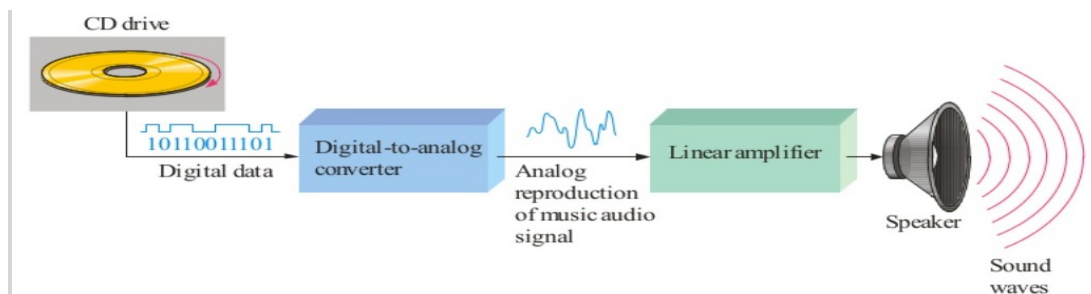 CD drive
10110011101
Digital data
Digital-to-analog
converter
Analog
reproduction
of music audio
signal
Linear amplifier
Speaker
Sound
waves